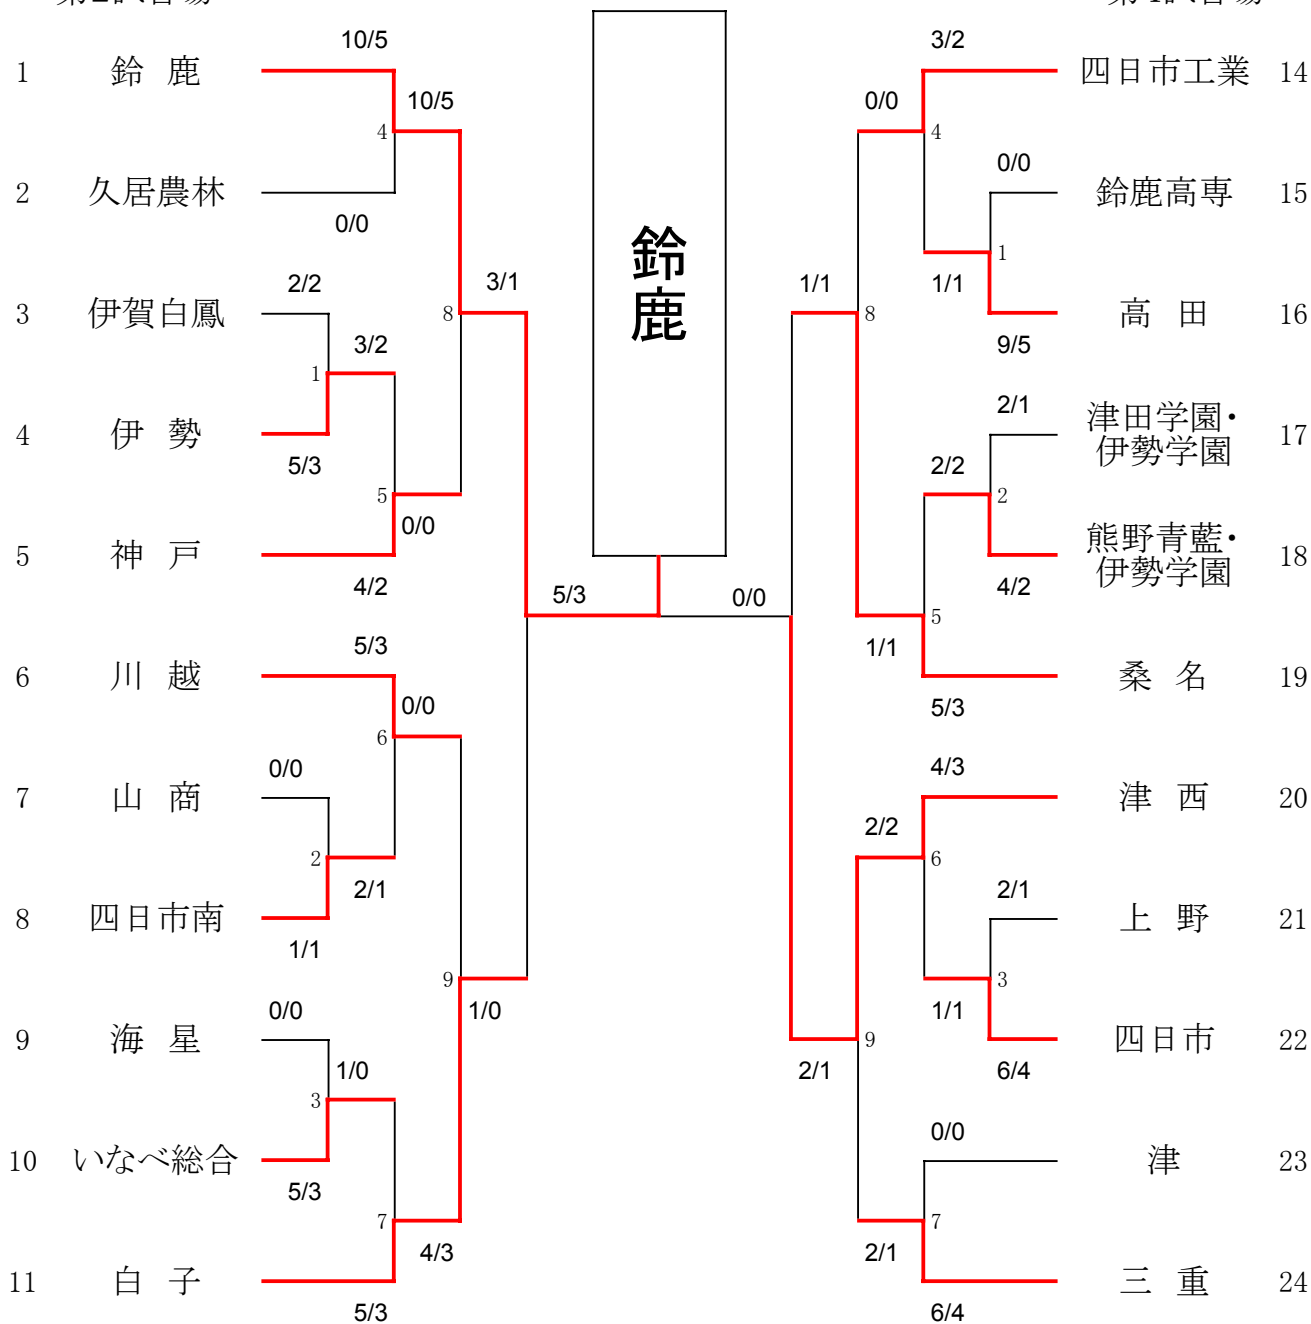 10/5
3/2
1 鈴 鹿
四日市工業 14
10/5
0/0
4
4
0/0
2 久居農林
鈴鹿高専 15
0/0
鈴鹿
1
2/2
3/1
1/1
1/1
3 伊賀白鳳
8
8
高 田 16
3/2
9/5
1
2/1
4 伊 勢
津田学園・
伊勢学園 17
5/3
2/2
5
2
0/0
5 神 戸
熊野青藍・
伊勢学園 18
4/2
4/2
5/3
0/0
5
5/3
1/1
6 川 越
桑 名 19
0/0
5/3
6
0/0
4/3
7 山 商
津 西 20
2/2
2
6
2/1
2/1
8 四日市南
上 野 21
1/1
9
3
0/0
1/0
1/1
9 海 星
9
四日市 22
1/0
2/1
6/4
3
0/0
10 いなべ総合
津 23
5/3
7
7
4/3
2/1
11 白 子
三 重 24
5/3
6/4